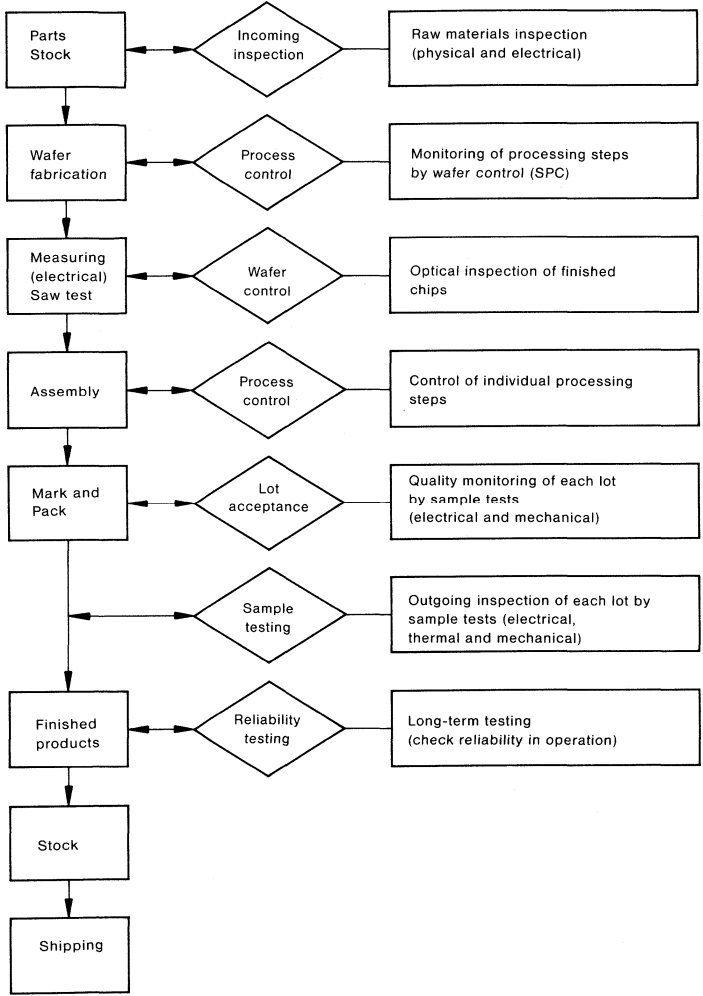 Parts
Stock
Incoming
inspection
Raw materials inspection
(physical and electrical)
Wafer
fabrication
Process
control
Monitoring of processing steps
by wafer control (SPC)
Measuring
(electrical)
Saw test
Wafer
control
Optical inspection of finished
chips
Assembly
Process
control
Control of individual processing
steps
Mark and
Pack
Lot
acceptance
Quality monitoring of each lot
by sample tests
(electrical and mechanical)
Sample
testing
Outgoing inspection of each lot by
sample tests (electrical,
thermal and mechanical)
Finished
products
Reliability
testing
Long-term testing
(check reliability in operation)
Stock
Shipping